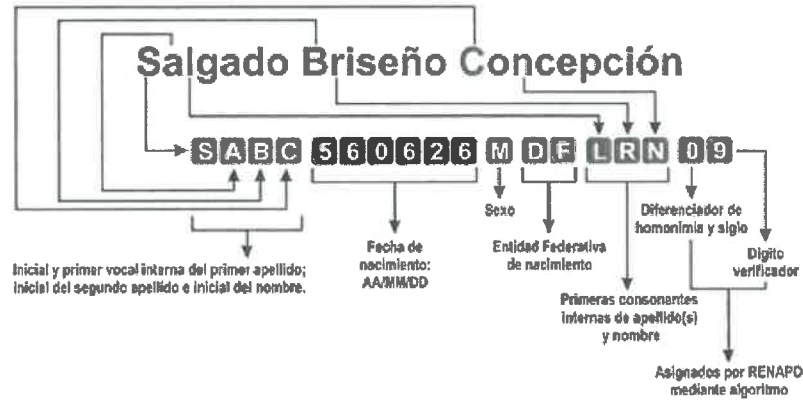 Salgado Briseño Concepción
SABC 560626 M DF LRN 09
Sexo
Diferenciador de
homonimia y siglo
Fecha de
nacimiento:
AA/MM/DD
Entidad Federativa
de nacimiento
Digito
verificador
Inicial y primer vocal interna del primer apellido;
inicial del segundo apellido e inicial del nombre.
Primeras consonantes
internas de apellido(s)
y nombre
Asignados por RENAPO
mediante algoritmo